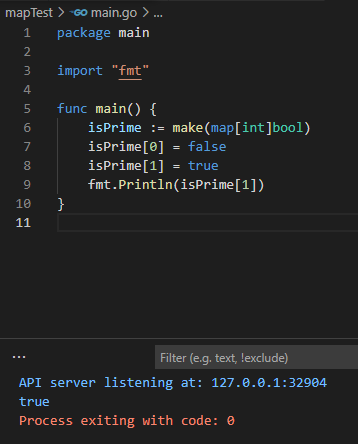 mapTest > main.go > ...
1 package main
2
3 import "fmt"
4
5 func main() {
6 isPrime := make(map[int]bool)
7 isPrime[0] = false
8 isPrime[1] = true
9 fmt.Println(isPrime[1])
10 }
11
... Filter (e.g. text, !exclude)
API server listening at: 127.0.0.1:32904
true
Process exiting with code: 0